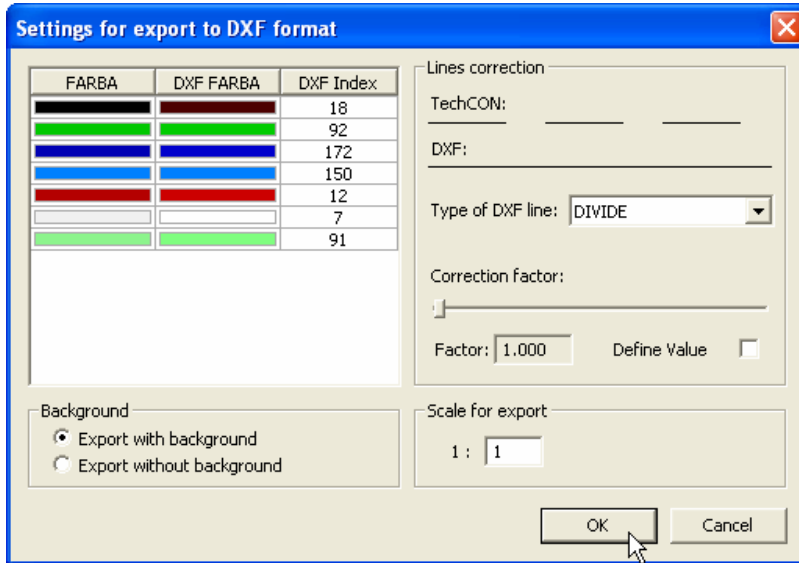 Settings for export to DXF format
FARBA DXF FARBA DXF Index
18
92
172
150
12
7
91
Lines correction
TechCON:
DXF:
Type of DXF line: DIVIDE
Correction factor:
Factor: 1.000 Define Value
Background
Export with background
Export without background
Scale for export
1 : 1
OK Cancel